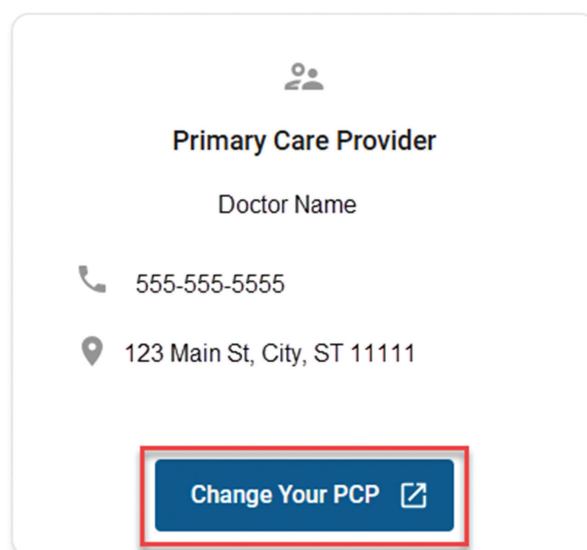 Primary Care Provider
Doctor Name
555-555-5555
123 Main St, City, ST 11111
Change Your PCP